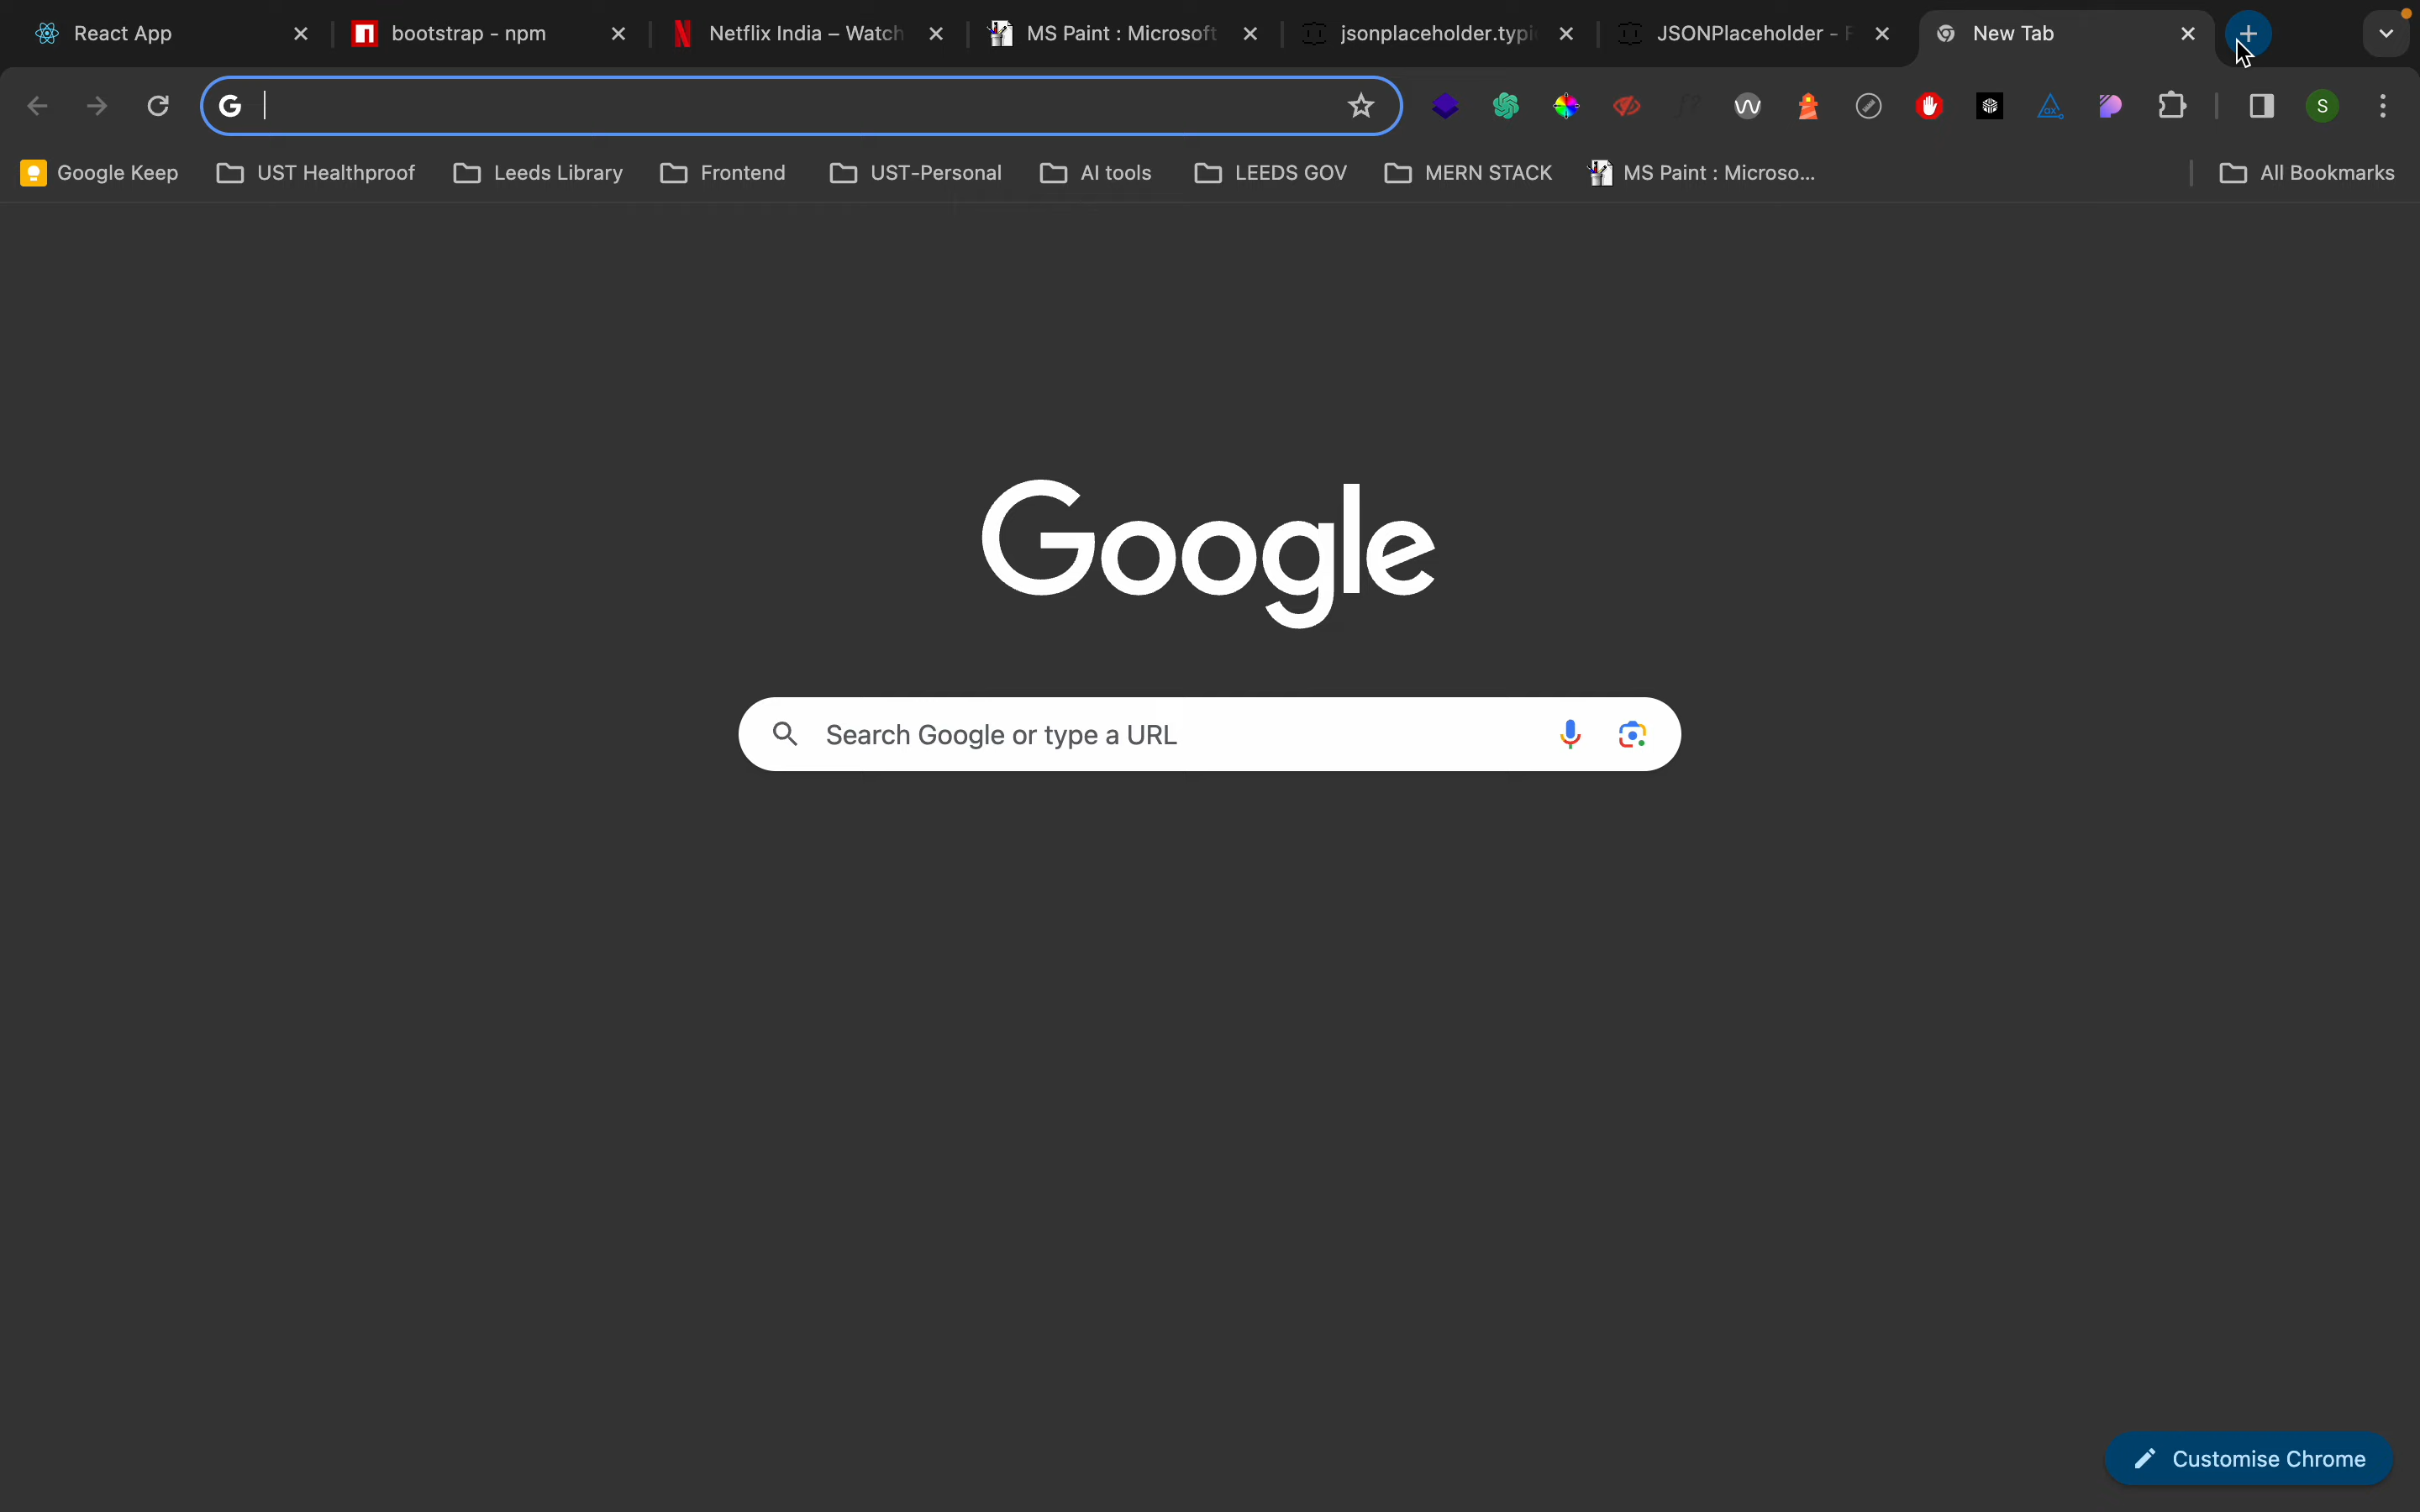 React App
bootstrap - npm
Netflix India – Watch
MS Paint : Microsoft
jsonplaceholder.typi
JSONPlaceholder - F
New Tab
Google Keep
UST Healthproof
Leeds Library
Frontend
UST-Personal
AI tools
LEEDS GOV
MERN STACK
MS Paint : Microso...
All Bookmarks
S
Google
Search Google or type a URL
Customise Chrome